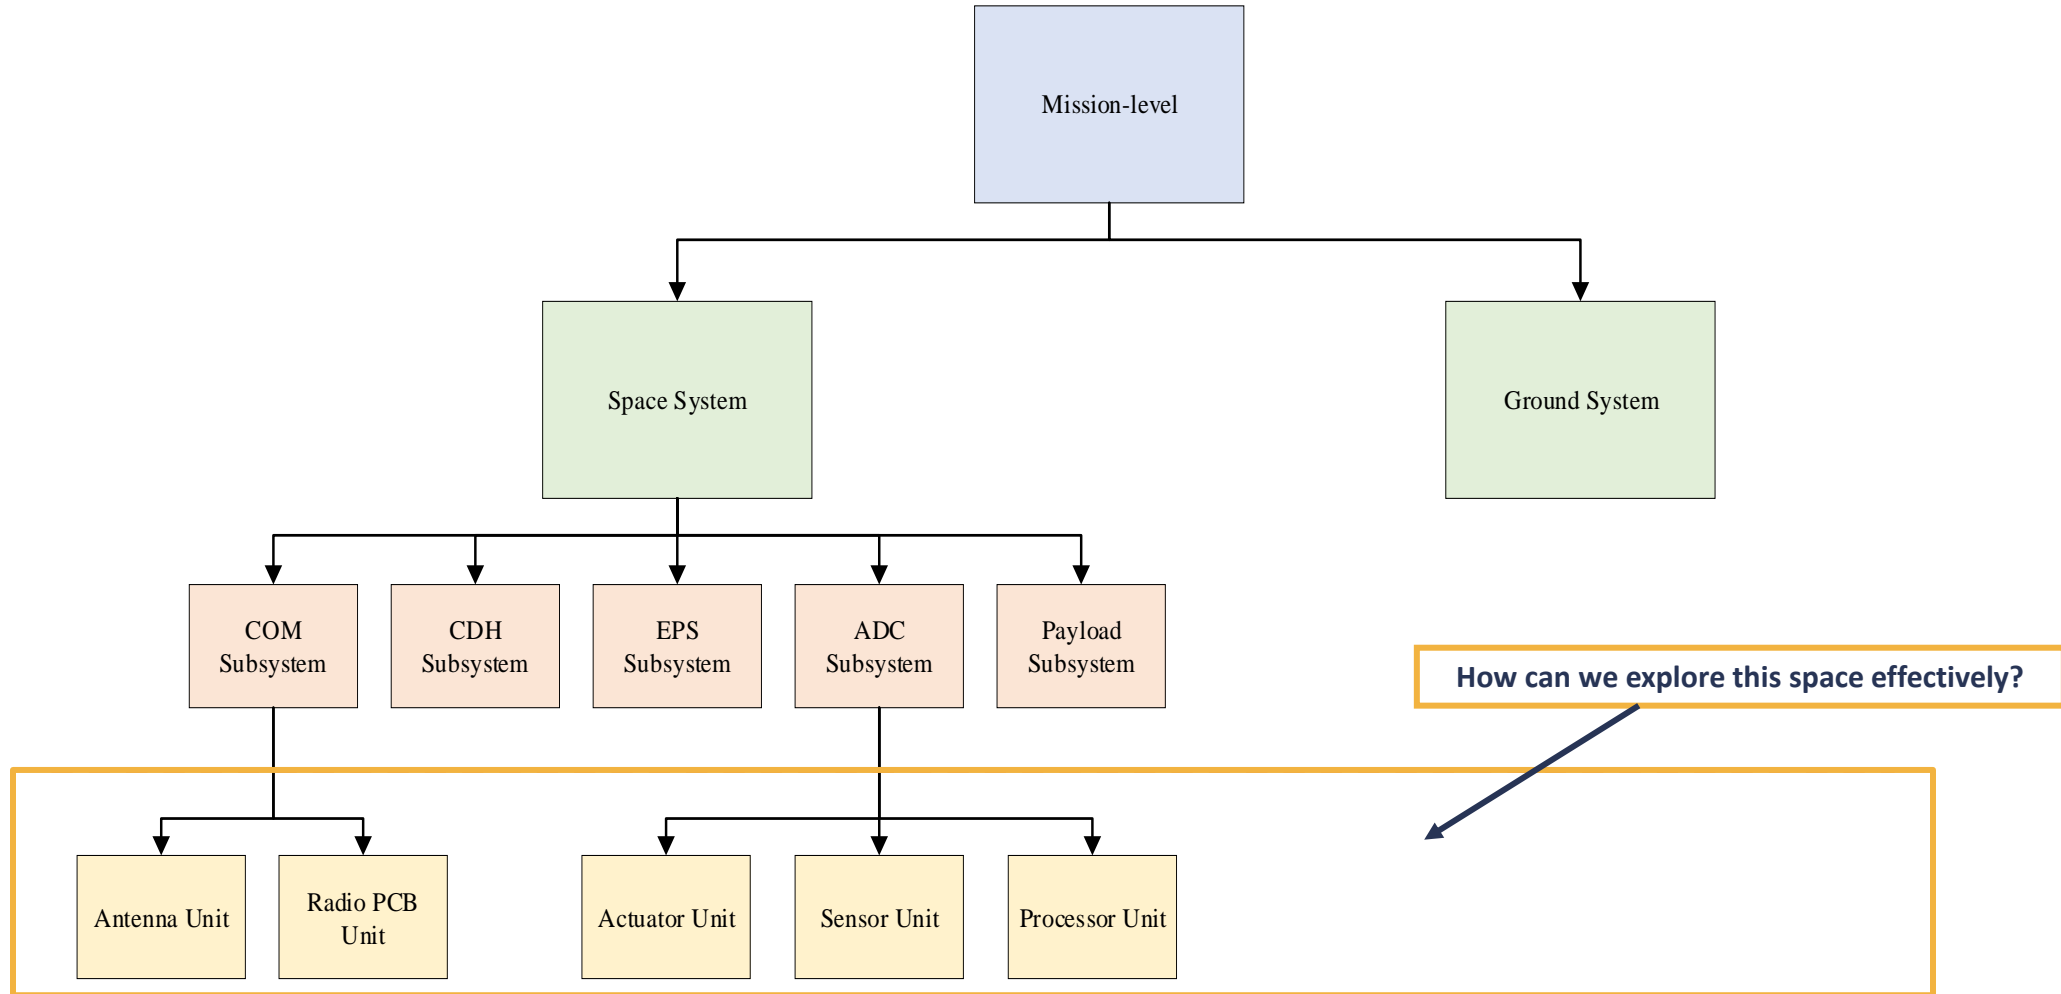 Mission-level
Space System
Ground System
COM
Subsystem
CDH
Subsystem
EPS
Subsystem
ADC
Subsystem
Payload
Subsystem
How can we explore this space effectively?
Antenna Unit
Radio PCB
Unit
Actuator Unit
Sensor Unit
Processor Unit